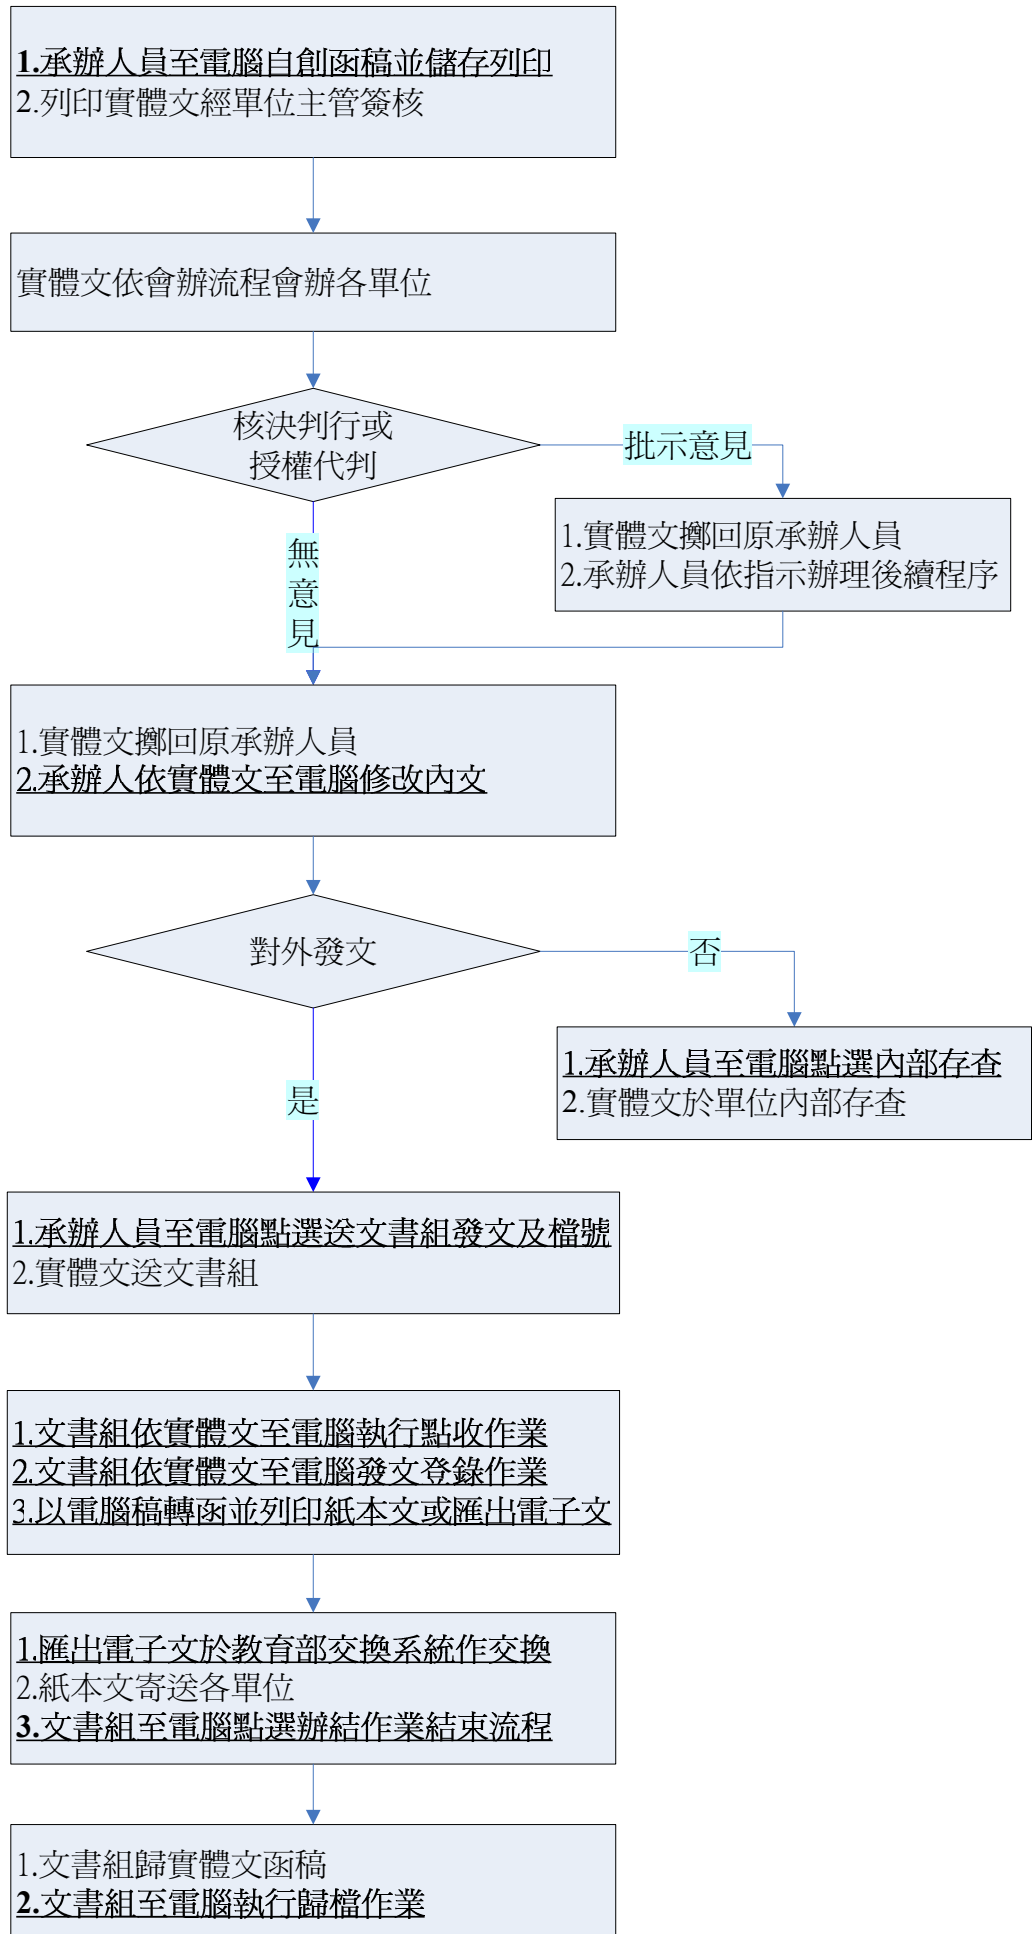 1.承辦人員至電腦自創函稿並儲存列印
2.列印實體文經單位主管簽核
實體文依會辦流程會辦各單位
核決判行或
授權代判
批示意見
1.實體文擲回原承辦人員
2.承辦人員依指示辦理後續程序
無
意
見
1.實體文擲回原承辦人員
2.承辦人依實體文至電腦修改內文
對外發文
否
1.承辦人員至電腦點選內部存查
2.實體文於單位內部存查
是
1.承辦人員至電腦點選送文書組發文及檔號
2.實體文送文書組
1.文書組依實體文至電腦執行點收作業
2.文書組依實體文至電腦發文登錄作業
3.以電腦稿轉函並列印紙本文或匯出電子文
1.匯出電子文於教育部交換系統作交換
2.紙本文寄送各單位
3.文書組至電腦點選辦結作業結束流程
1.文書組歸實體文函稿
2.文書組至電腦執行歸檔作業